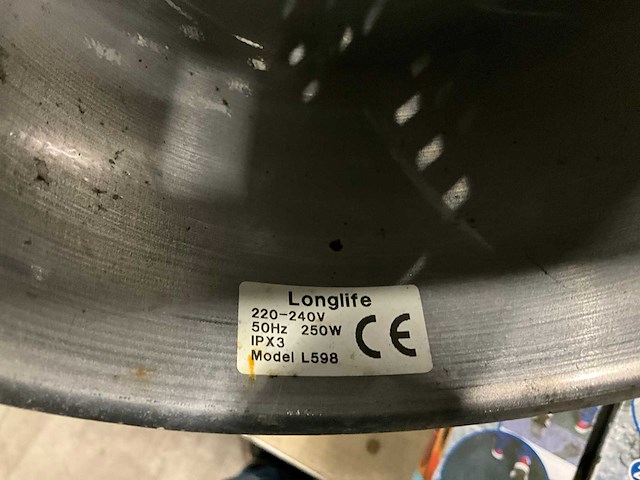 Longlife
220-240V
50Hz 250W
IPX3
Model L598
CE